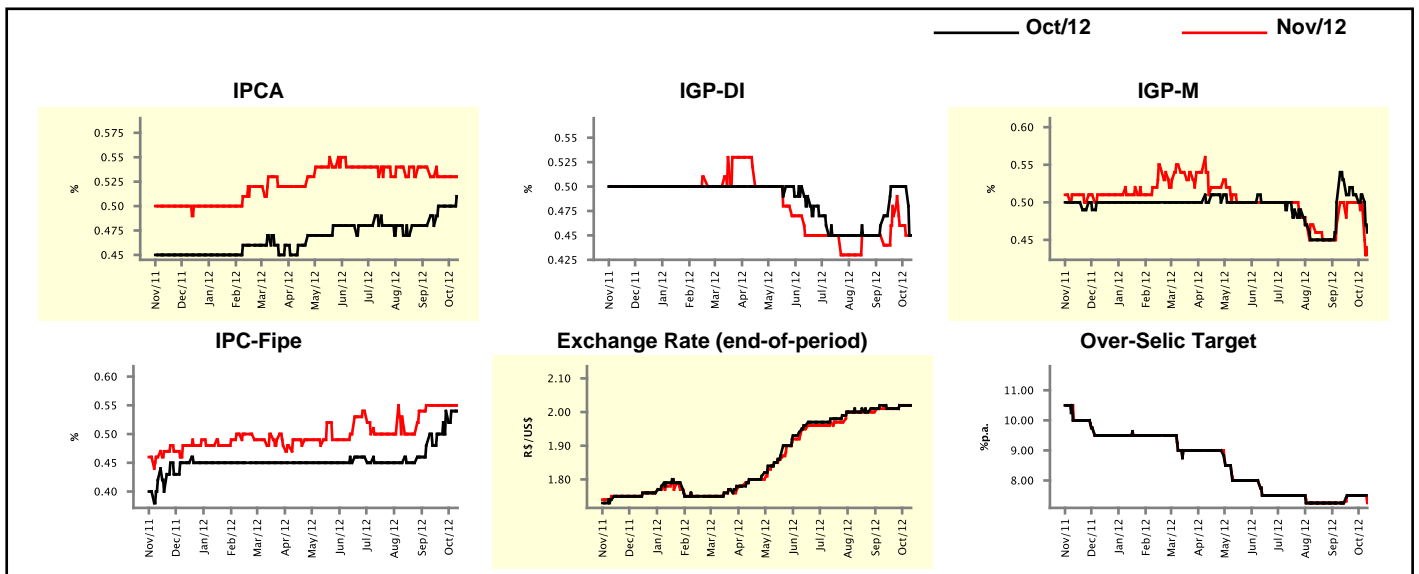 Oct/12 Nov/12
IPCA
%
0.575
0.55
0.525
0.50
0.475
0.45
Nov/11 Dec/11 Jan/12 Feb/12 Mar/12 Apr/12 May/12 Jun/12 Jul/12 Aug/12 Sep/12 Oct/12
IGP-DI
%
0.55
0.525
0.50
0.475
0.45
0.425
Nov/11 Dec/11 Jan/12 Feb/12 Mar/12 Apr/12 May/12 Jun/12 Jul/12 Aug/12 Sep/12 Oct/12
IGP-M
%
0.60
0.55
0.50
0.45
Nov/11 Dec/11 Jan/12 Feb/12 Mar/12 Apr/12 May/12 Jun/12 Jul/12 Aug/12 Sep/12 Oct/12
IPC-Fipe
%
0.60
0.55
0.50
0.45
0.40
Nov/11 Dec/11 Jan/12 Feb/12 Mar/12 Apr/12 May/12 Jun/12 Jul/12 Aug/12 Sep/12 Oct/12
Exchange Rate (end-of-period)
R$/US$
2.10
2.00
1.90
1.80
Nov/11 Dec/11 Jan/12 Feb/12 Mar/12 Apr/12 May/12 Jun/12 Jul/12 Aug/12 Sep/12 Oct/12
Over-Selic Target
%p.a.
11.00
10.00
9.00
8.00
Nov/11 Dec/11 Jan/12 Feb/12 Mar/12 Apr/12 May/12 Jun/12 Jul/12 Aug/12 Sep/12 Oct/12